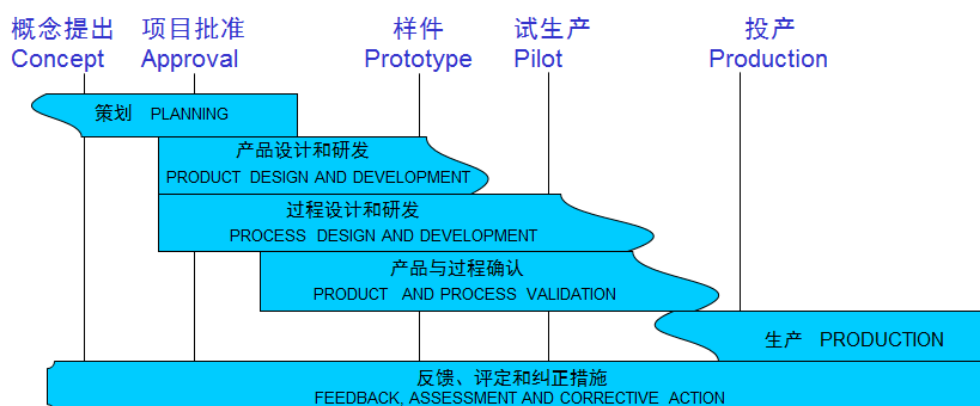 概念提出 项目批准 样件 试生产 投产
Concept Approval Prototype Pilot Production
策划 PLANNING
产品设计和研发
PRODUCT DESIGN AND DEVELOPMENT
过程设计和研发
PROCESS DESIGN AND DEVELOPMENT
产品与过程确认
PRODUCT AND PROCESS VALIDATION
生产 PRODUCTION
反馈、评定和纠正措施
FEEDBACK, ASSESSMENT AND CORRECTIVE ACTION